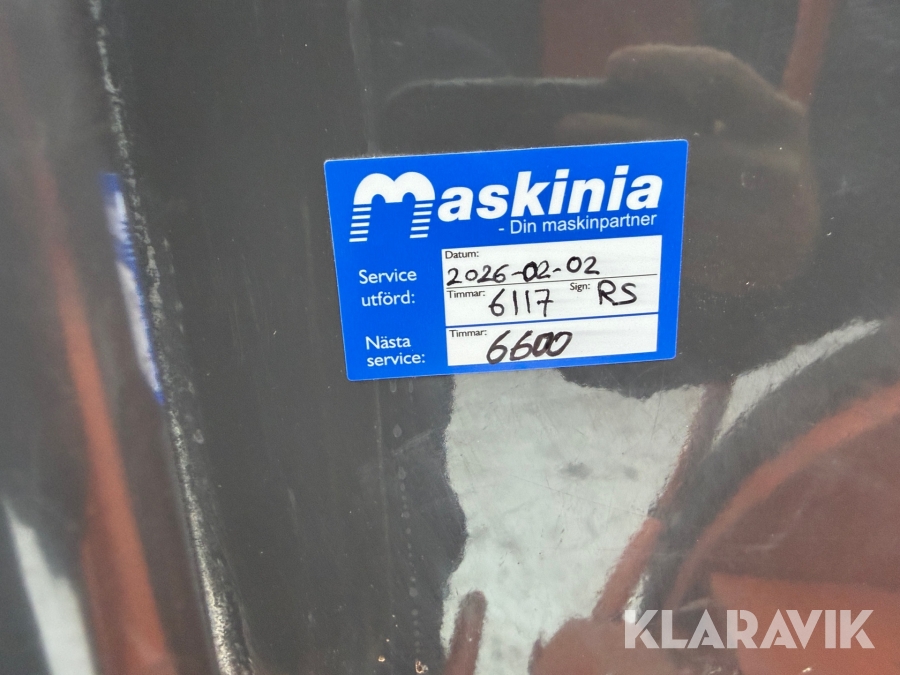 Maskinia
- Din maskinpartner
Service utförd:
Datum:
2026-02-02
Timmar: 6117 Sign: RS
Nästa service:
Timmar:
6600
KLARAVIK